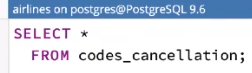 airlines on postgres@PostgreSQL 9.6
SELECT *
FROM codes_cancellation;